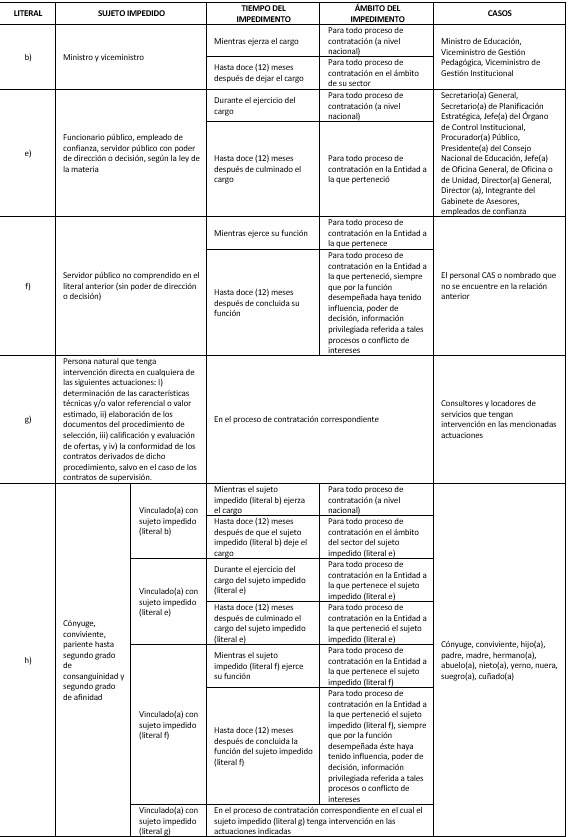 LITERAL
SUJETO IMPEDIDO
TIEMPO DEL
IMPEDIMENTO
ÁMBITO DEL
IMPEDIMENTO
CASOS
b)
Ministro y viceministro
Mientras ejerza el cargo
Para todo proceso de
contratación (a nivel
nacional)
Hasta doce (12) meses
después de dejar el cargo
Para todo proceso de
contratación en el ámbito
de su sector
Ministro de Educación,
Viceministro de Gestión
Pedagógica, Viceministro de
Gestión Institucional
e)
Funcionario público, empleado de
confianza, servidor público con poder
de dirección o decisión, según la ley de
la materia
Durante el ejercicio del
cargo
Para todo proceso de
contratación (a nivel
nacional)
Hasta doce (12) meses
después de culminado el
cargo
Para todo proceso de
contratación en la Entidad a
la que perteneció
Secretario(a) General,
Secretario(a) de Planificación
Estratégica, Jefe(a) del Órgano
de Control Institucional,
Procurador(a) Público,
Presidente(a) del Consejo
Nacional de Educación, Jefe(a)
de Oficina General, de Oficina o
de Unidad, Director(a) General,
Director (a), Integrante del
Gabinete de Asesores,
empleados de confianza
f)
Servidor público no comprendido en el
literal anterior (sin poder de dirección
o decisión)
Mientras ejerce su función
Para todo proceso de
contratación en la Entidad a
la que pertenece
Hasta doce (12) meses
después de concluida su
función
Para todo proceso de
contratación en la Entidad a
la que perteneció, siempre
que por la función
desempeñada haya tenido
influencia, poder de
decisión, información
privilegiada referida a tales
procesos o conflicto de
intereses
El personal CAS o nombrado que
no se encuentre en la relación
anterior
g)
Persona natural que tenga
intervención directa en cualquiera de
las siguientes actuaciones: i)
determinación de las características
técnicas y/o valor referencial o valor
estimado, ii) elaboración de los
documentos del procedimiento de
selección, iii) calificación y evaluación
de ofertas, y iv) la conformidad de los
contratos derivados de dicho
procedimiento, salvo en el caso de los
contratos de supervisión.
En el proceso de contratación correspondiente
Consultores y locadores de
servicios que tengan
intervención en las mencionadas
actuaciones
h)
Cónyuge,
conviviente,
pariente hasta
segundo grado
de
consanguinidad y
segundo grado
de afinidad
Vinculado(a) con
sujeto impedido
(literal b)
Mientras el sujeto
impedido (literal b) ejerza
el cargo
Para todo proceso de
contratación (a nivel
nacional)
Hasta doce (12) meses
después de que el sujeto
impedido (literal b) deje el
cargo
Para todo proceso de
contratación en el ámbito
del sector del sujeto
impedido (literal e)
Vinculado(a) con
sujeto impedido
(literal e)
Durante el ejercicio del
cargo del sujeto impedido
(literal e)
Para todo proceso de
contratación en la Entidad a
la que pertenece el sujeto
impedido (literal e)
Hasta doce (12) meses
después de culminado el
cargo del sujeto impedido
(literal e)
Para todo proceso de
contratación en la Entidad a
la que perteneció el sujeto
impedido (literal e)
Vinculado(a) con
sujeto impedido
(literal f)
Mientras el sujeto
impedido (literal f) ejerce
su función
Para todo proceso de
contratación en la Entidad a
la que pertenece el sujeto
impedido (literal f)
Hasta doce (12) meses
después de concluida la
función del sujeto impedido
(literal f)
Para todo proceso de
contratación en la Entidad a
la que perteneció el sujeto
impedido (literal f), siempre
que por la función
desempeñada éste haya
tenido influencia, poder de
decisión, información
privilegiada referida a tales
procesos o conflicto de
intereses
Vinculado(a) con
sujeto impedido
(literal g)
En el proceso de contratación correspondiente en el cual el
sujeto impedido (literal g) tenga intervención en las
actuaciones indicadas
Cónyuge, conviviente, hijo(a),
padre, madre, hermano(a),
abuelo(a), nieto(a), yerno, nuera,
suegro(a), cuñado(a)